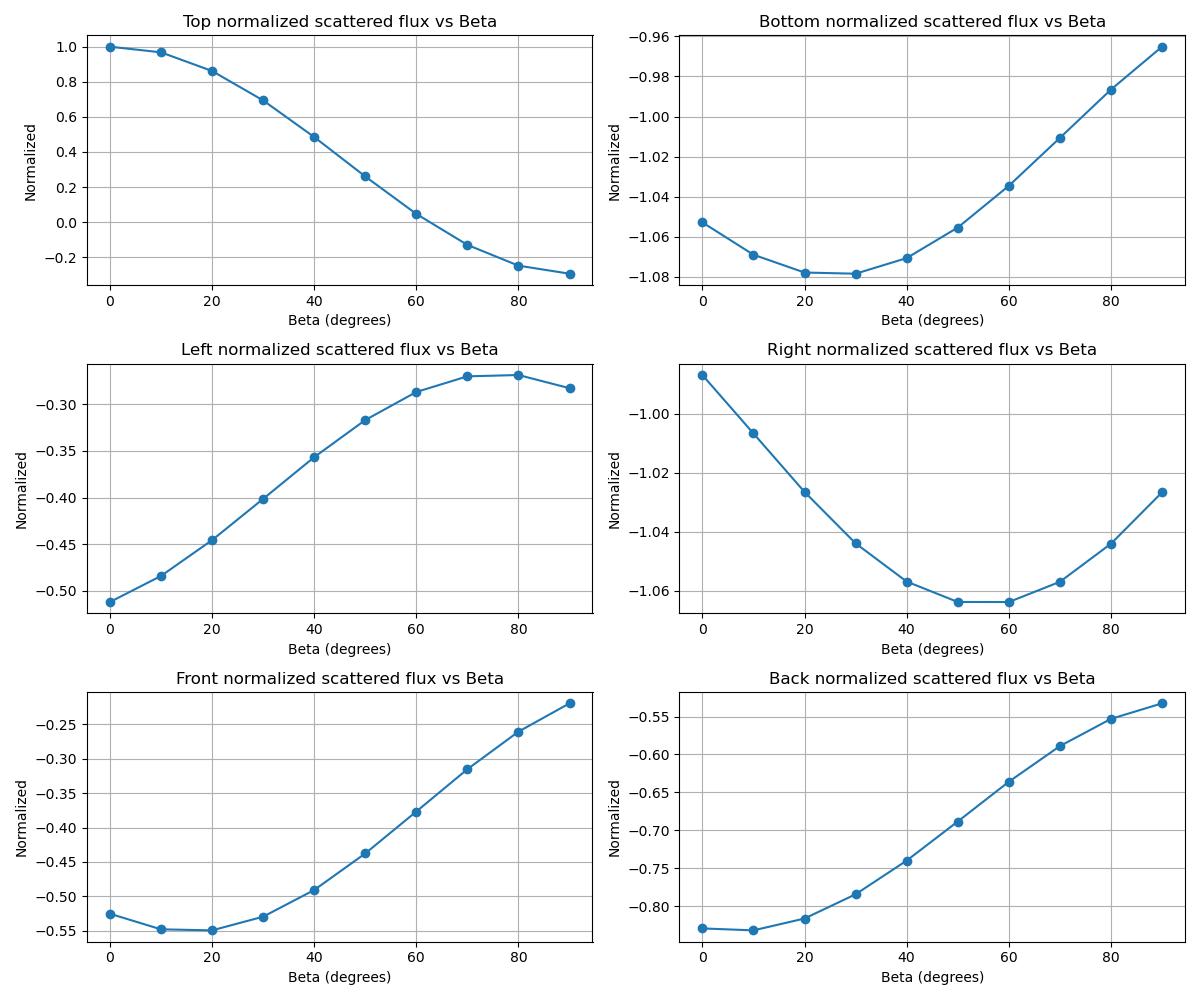 Top normalized scattered flux vs Beta
Normalized
1.0
0.8
0.6
0.4
0.2
0.0
−0.2
0 20 40 60 80
Beta (degrees)
Bottom normalized scattered flux vs Beta
Normalized
−0.96
−0.98
−1.00
−1.02
−1.04
−1.06
−1.08
0 20 40 60 80
Beta (degrees)
Left normalized scattered flux vs Beta
Normalized
−0.30
−0.35
−0.40
−0.45
−0.50
0 20 40 60 80
Beta (degrees)
Right normalized scattered flux vs Beta
Normalized
−1.00
−1.02
−1.04
−1.06
0 20 40 60 80
Beta (degrees)
Front normalized scattered flux vs Beta
Normalized
−0.25
−0.30
−0.35
−0.40
−0.45
−0.50
−0.55
0 20 40 60 80
Beta (degrees)
Back normalized scattered flux vs Beta
Normalized
−0.55
−0.60
−0.65
−0.70
−0.75
−0.80
0 20 40 60 80
Beta (degrees)